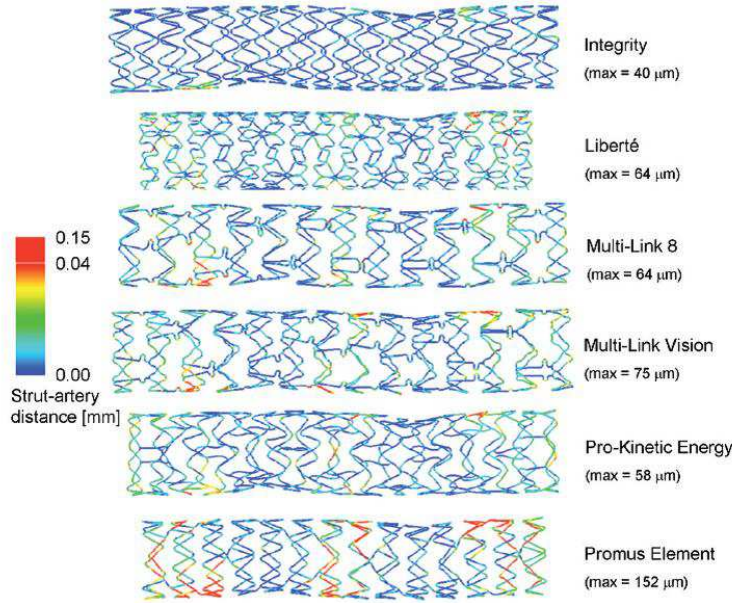 Integrity
(max = 40 μm)
Liberté
(max = 64 μm)
Multi-Link 8
(max = 64 μm)
0.15
0.04
0.00
Strut-artery
distance [mm]
Multi-Link Vision
(max = 75 μm)
Pro-Kinetic Energy
(max = 58 μm)
Promus Element
(max = 152 μm)